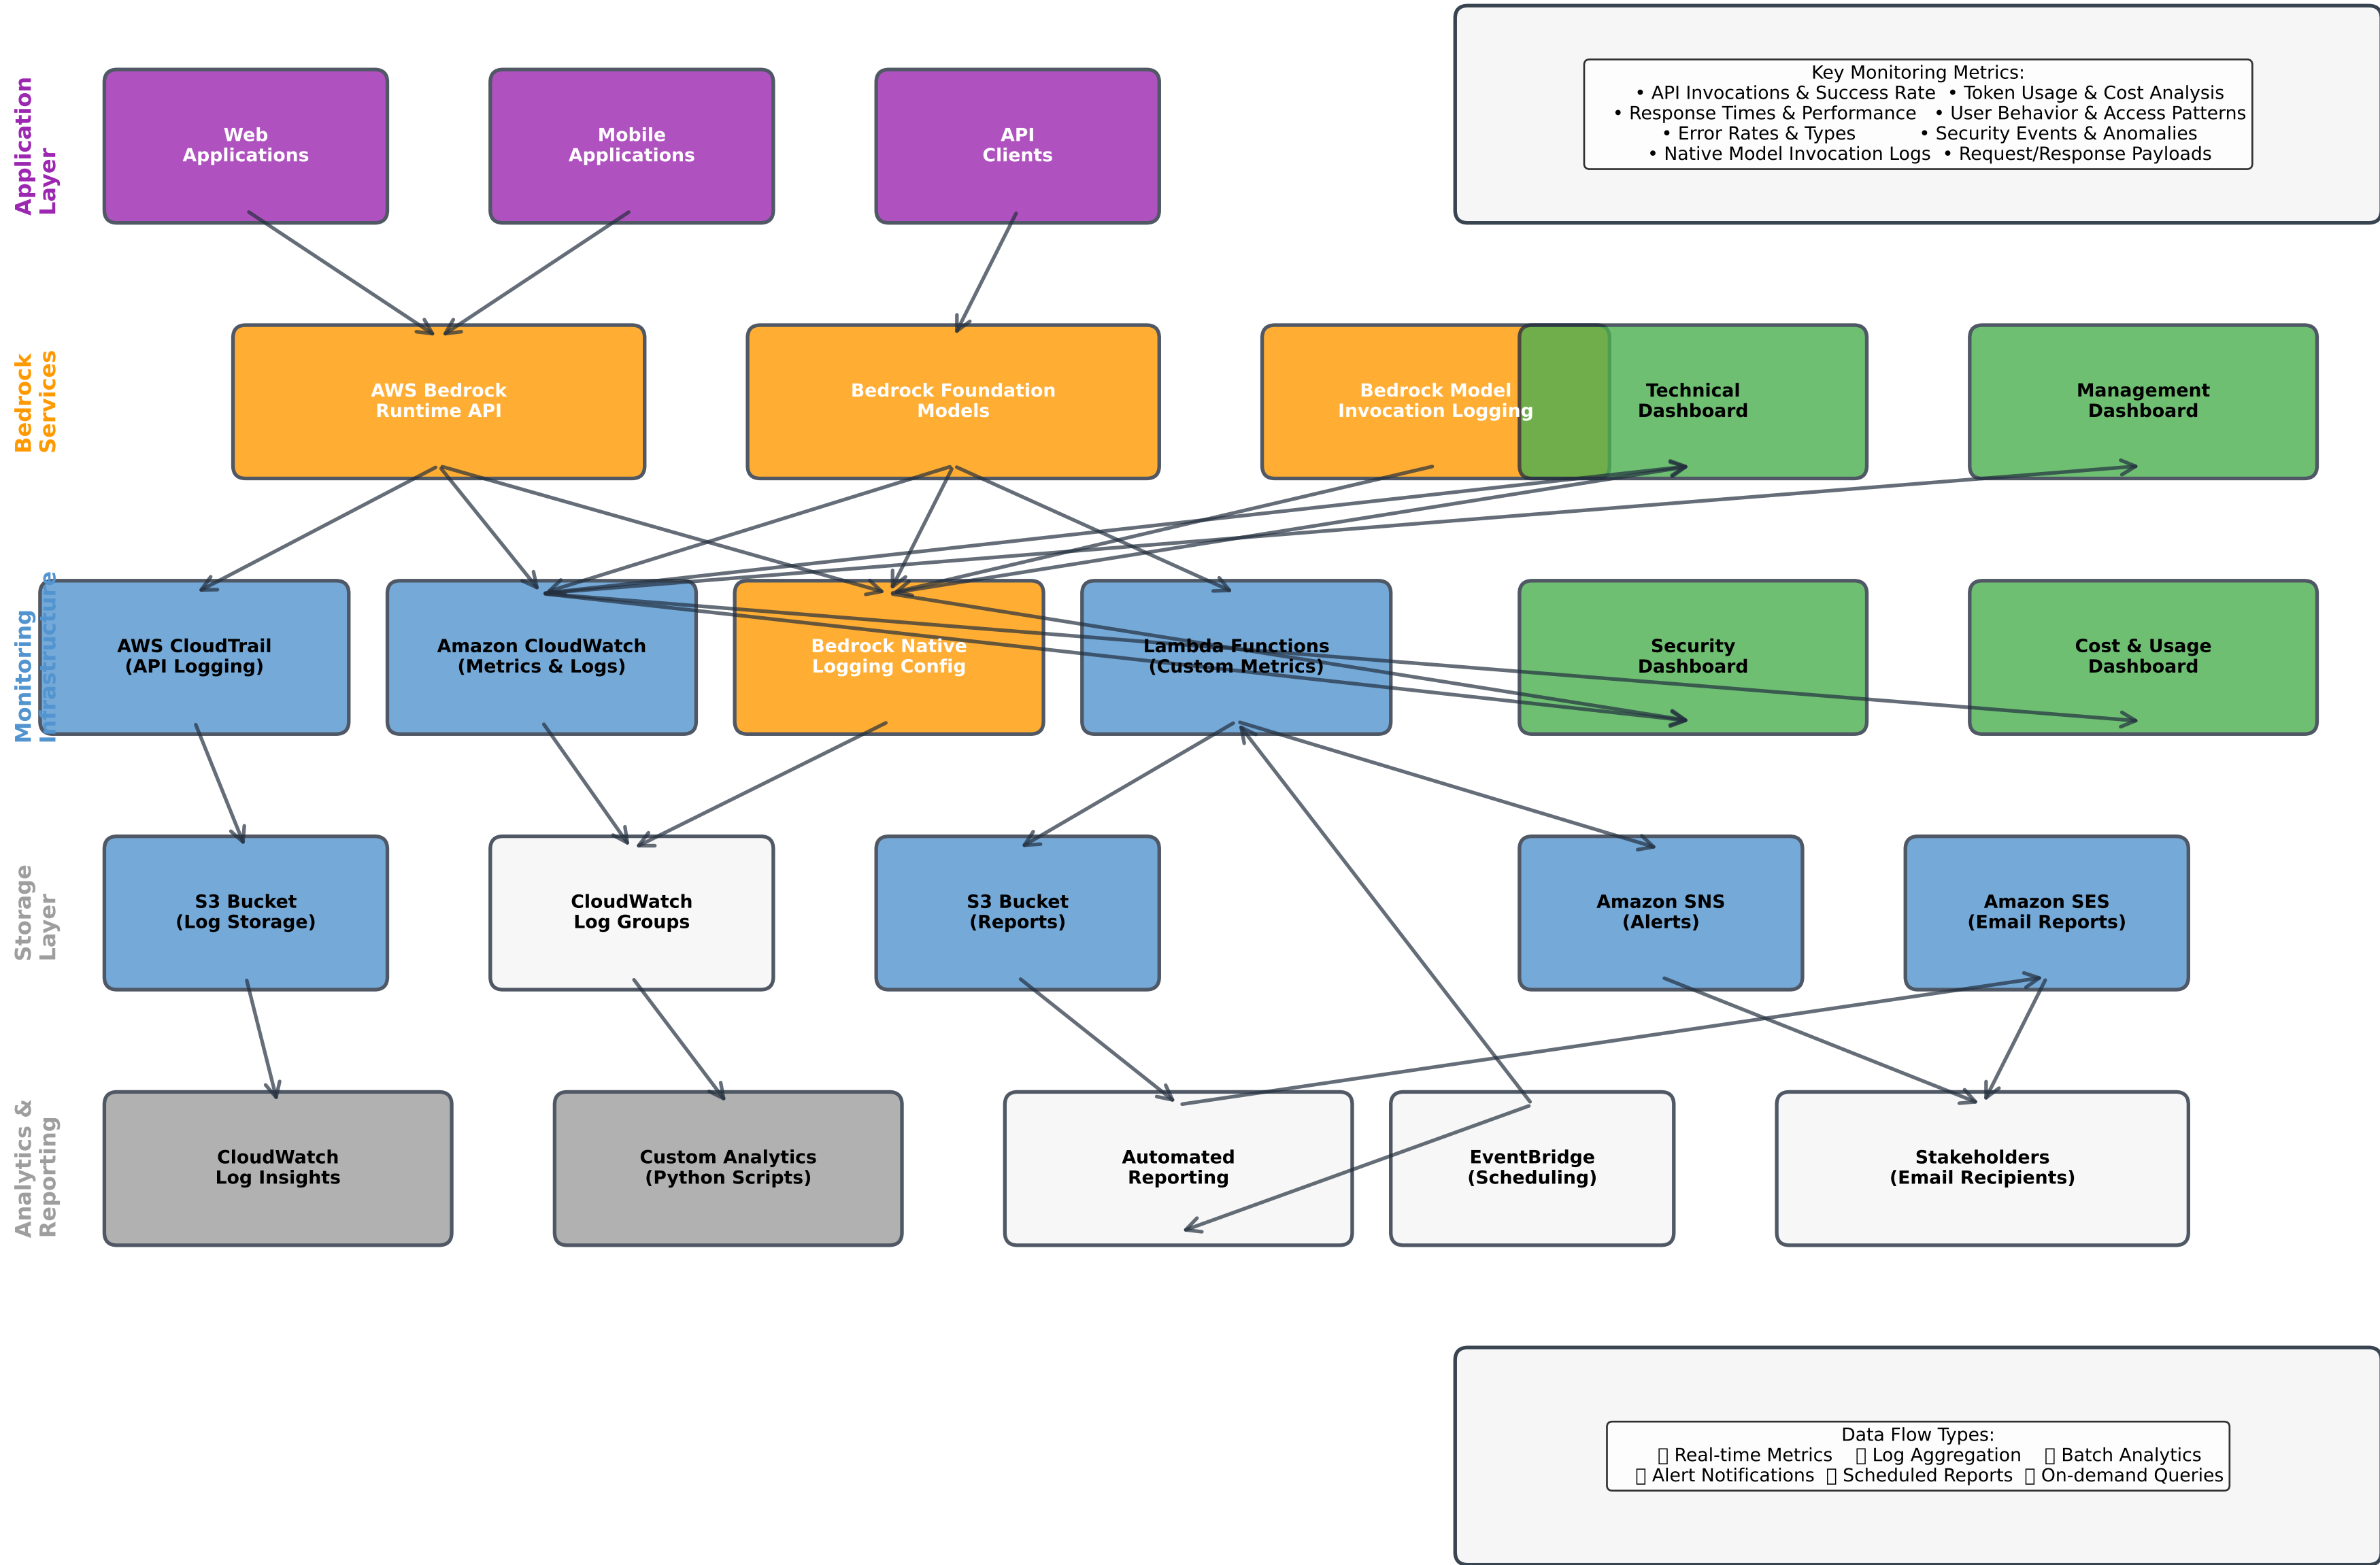 Application
Layer
Web
Applications
Mobile
Applications
API
Clients
Key Monitoring Metrics:
• API Invocations & Success Rate • Token Usage & Cost Analysis
• Response Times & Performance • User Behavior & Access Patterns
• Error Rates & Types • Security Events & Anomalies
• Native Model Invocation Logs • Request/Response Payloads
Bedrock
Services
AWS Bedrock
Runtime API
Bedrock Foundation
Models
Bedrock Model
Invocation Logging
Technical
Dashboard
Management
Dashboard
Monitoring
Infrastructure
AWS CloudTrail
(API Logging)
Amazon CloudWatch
(Metrics & Logs)
Bedrock Native
Logging Config
Lambda Functions
(Custom Metrics)
Security
Dashboard
Cost & Usage
Dashboard
Storage
Layer
S3 Bucket
(Log Storage)
CloudWatch
Log Groups
S3 Bucket
(Reports)
Amazon SNS
(Alerts)
Amazon SES
(Email Reports)
Analytics &
Reporting
CloudWatch
Log Insights
Custom Analytics
(Python Scripts)
Automated
Reporting
EventBridge
(Scheduling)
Stakeholders
(Email Recipients)
Data Flow Types:
Real-time Metrics Log Aggregation Batch Analytics
Alert Notifications Scheduled Reports On-demand Queries